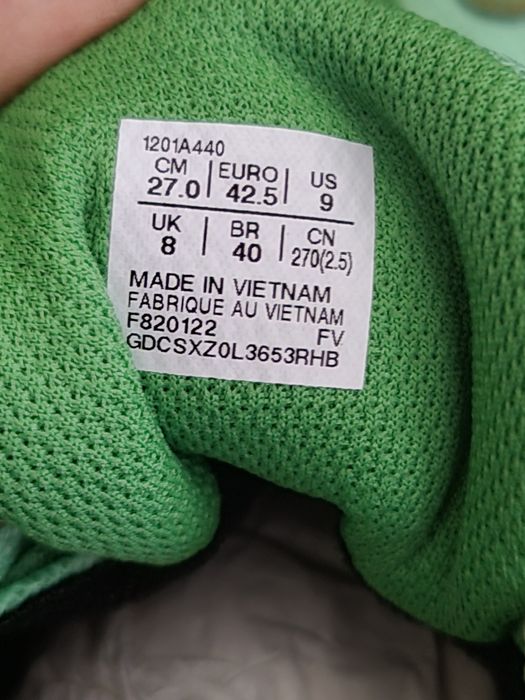 1201A440
CM | EURO | US
27.0 | 42.5 | 9
UK | BR | CN
8 | 40 | 270(2.5)
MADE IN VIETNAM
FABRIQUE AU VIETNAM
F820122 FV
GDCSXZ0L3653RHB